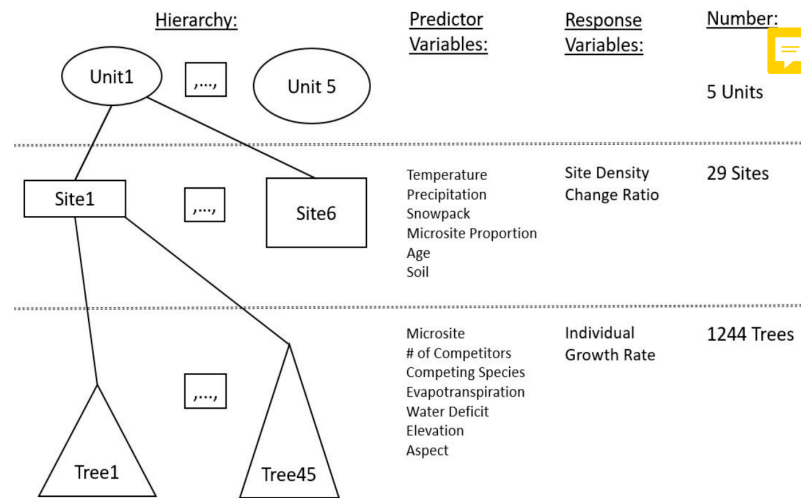 Hierarchy:
Predictor
Variables:
Response
Variables:
Number:
Unit1
,...,
Unit 5
5 Units
Site1
,...,
Site6
Temperature
Precipitation
Snowpack
Microsite Proportion
Age
Soil
Site Density
Change Ratio
29 Sites
Tree1
,...,
Tree45
Microsite
# of Competitors
Competing Species
Evapotranspiration
Water Deficit
Elevation
Aspect
Individual
Growth Rate
1244 Trees